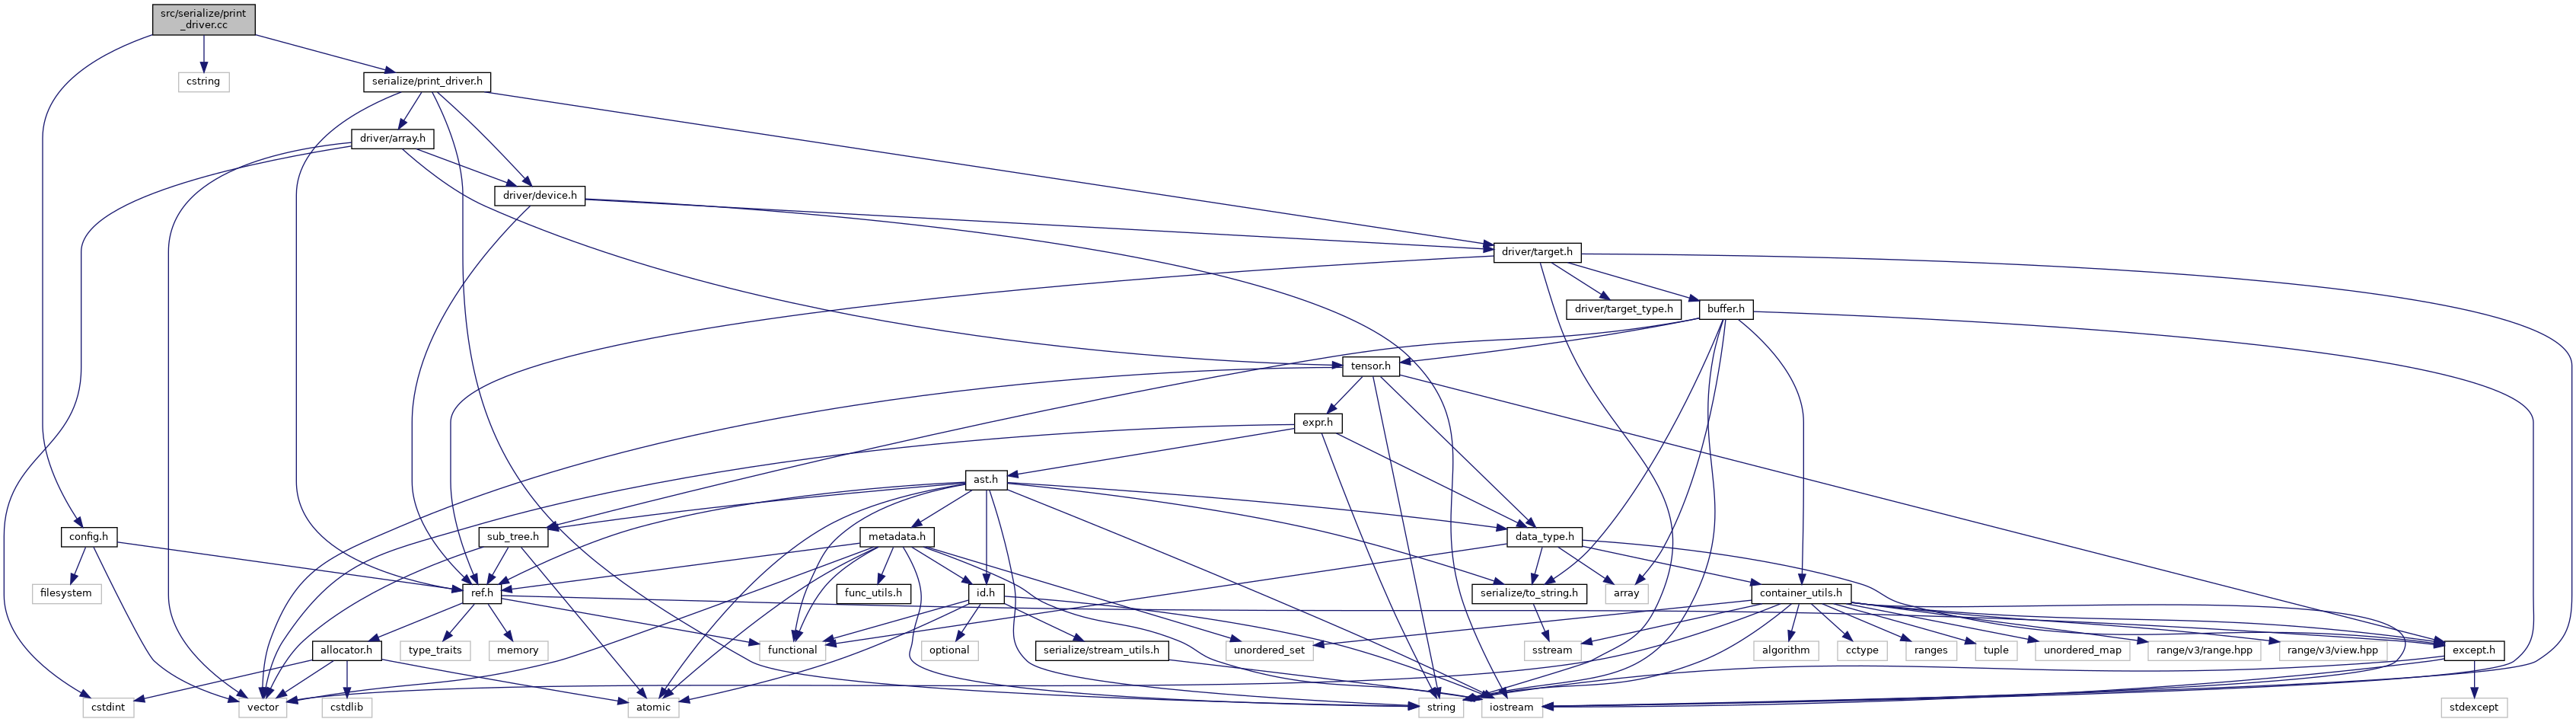 src/serialize/print
_driver.cc
cstring
serialize/print_driver.h
driver/array.h
driver/device.h
driver/target.h
driver/target_type.h
buffer.h
tensor.h
expr.h
ast.h
config.h
sub_tree.h
metadata.h
data_type.h
filesystem
ref.h
func_utils.h
id.h
serialize/to_string.h
array
container_utils.h
allocator.h
type_traits
memory
functional
optional
serialize/stream_utils.h
unordered_set
sstream
algorithm
cctype
ranges
tuple
unordered_map
range/v3/range.hpp
range/v3/view.hpp
except.h
cstdint
vector
cstdlib
atomic
string
iostream
stdexcept